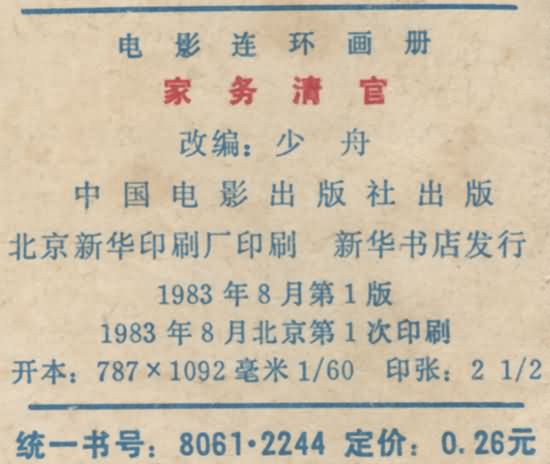 电影连环画册
家务清官
改编：少舟
中国电影出版社出版
北京新华印刷厂印刷 新华书店发行
1983年8月第1版
1983年8月北京第1次印刷
开本：787×1092毫米1/60 印张：2 1/2
统一书号：8061·2244 定价：0.26元